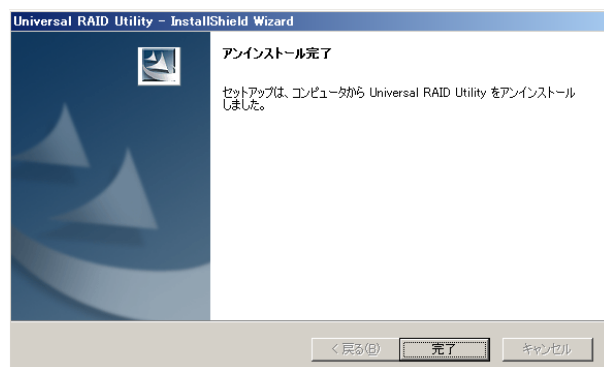 Universal RAID Utility - InstallShield Wizard
アンインストール完了
セットアップは、コンピュータから Universal RAID Utility をアンインストール
しました。
< 戻る(B)
完了
キャンセル